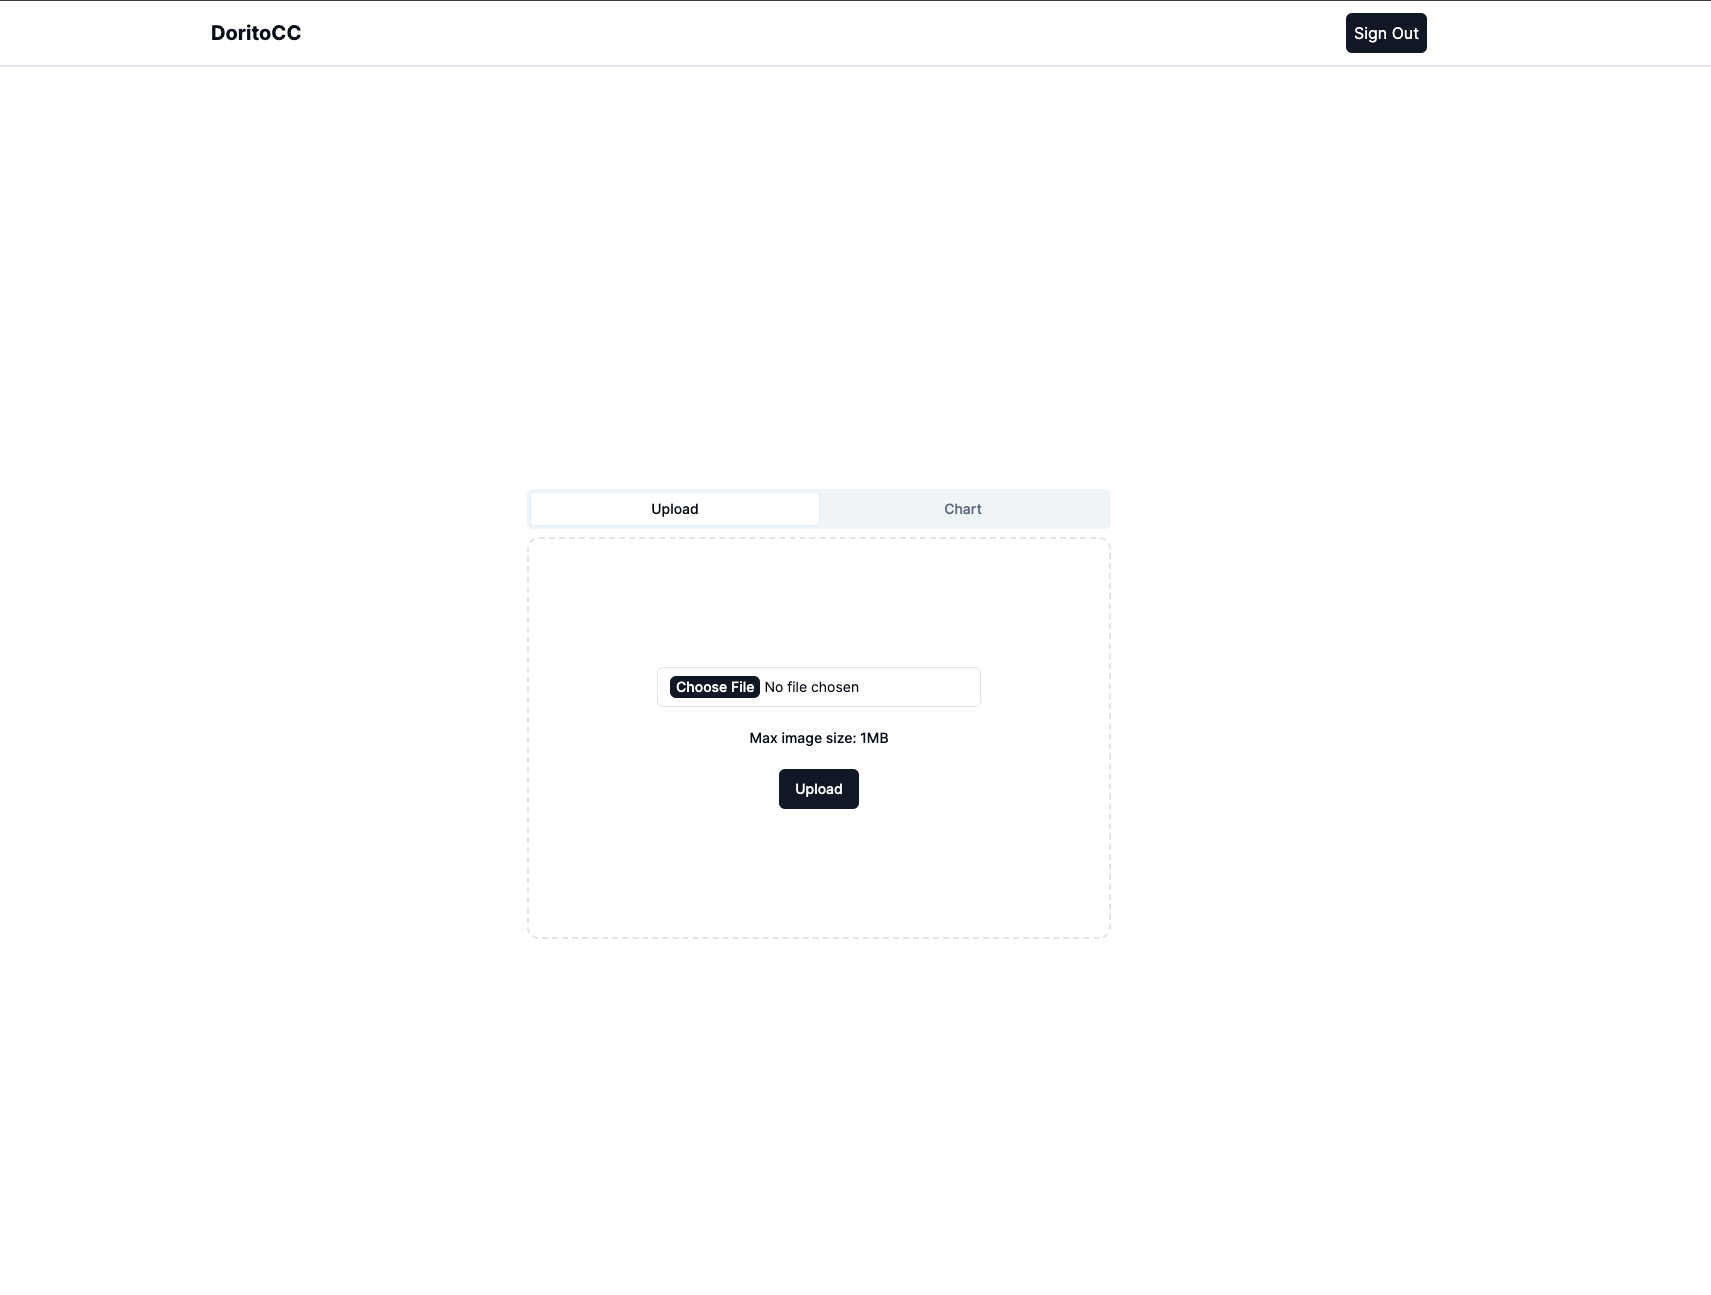 DoritoCC
Sign Out
Upload
Chart
Choose File No file chosen
Max image size: 1MB
Upload